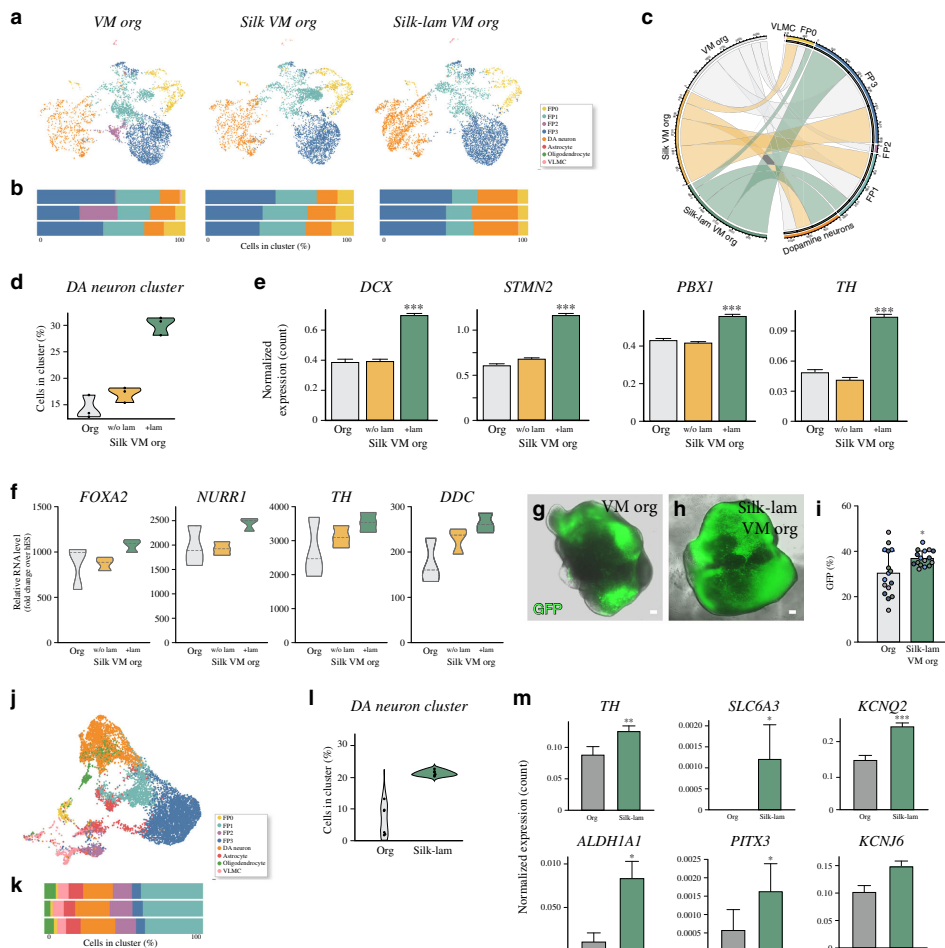 a
VM org
Silk VM org
Silk-lam VM org
FP0
FP1
FP2
FP3
DA neuron
Astrocyte
Oligodendrocyte
VLMC
b
0
100
0
100
0
100
Cells in cluster (%)
c
VM org
VLMC
FP0
FP3
FP2
FP1
Dopamine neurons
Silk-lam VM org
Silk VM org
d
DA neuron cluster
Cells in cluster (%)
30
25
20
15
Org
w/o lam
+lam
Silk VM org
e
Normalized
expression (count)
DCX
0.6
0.4
0.2
0
***
Org
w/o lam
+lam
Silk VM org
STMN2
1.0
0.5
0
***
Org
w/o lam
+lam
Silk VM org
PBX1
0.4
0.2
0
***
Org
w/o lam
+lam
Silk VM org
TH
0.09
0.06
0.03
0
***
Org
w/o lam
+lam
Silk VM org
f
Relative RNA level
(fold change over hES)
FOXA2
1500
1000
500
0
Org
w/o lam
+lam
Silk VM org
NURR1
2500
2000
1500
1000
500
0
Org
w/o lam
+lam
Silk VM org
TH
4000
3000
2000
1000
0
Org
w/o lam
+lam
Silk VM org
DDC
300
200
100
0
Org
w/o lam
+lam
Silk VM org
g
VM org
GFP
h
Silk-lam
VM org
i
GFP (%)
60
40
20
0
*
Org
Silk-lam
VM org
j
FP0
FP1
FP2
FP3
DA neuron
Astrocyte
Oligodendrocyte
VLMC
k
0
100
Cells in cluster (%)
l
DA neuron cluster
Cells in cluster (%)
30
20
10
0
Org
Silk-lam
m
Normalized expression (count)
TH
0.10
0.05
0
**
Org
Silk-lam
SLC6A3
0.0020
0.0015
0.0010
0.0005
0
*
Org
Silk-lam
KCNQ2
0.2
0.1
0
***
Org
Silk-lam
ALDH1A1
0.010
0.050
*
PITX3
0.0025
0.0020
0.0015
0.0010
0.0005
*
KCNJ6
0.15
0.10
0.05
0